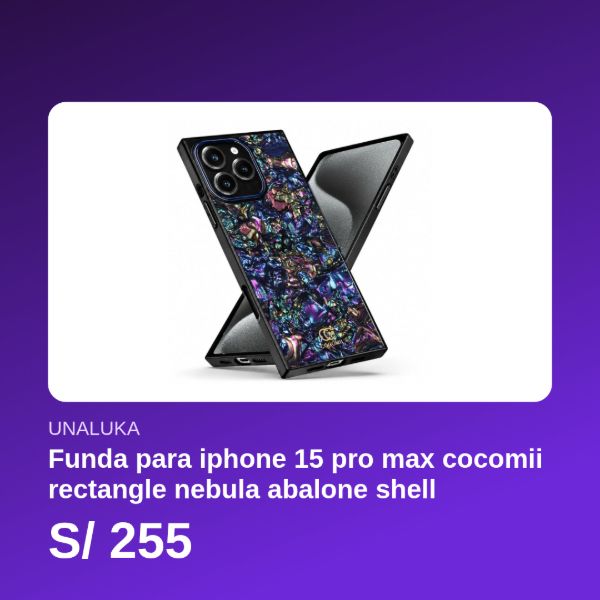 UNALUKA
Funda para iphone 15 pro max cocomii
rectangle nebula abalone shell
S/ 255